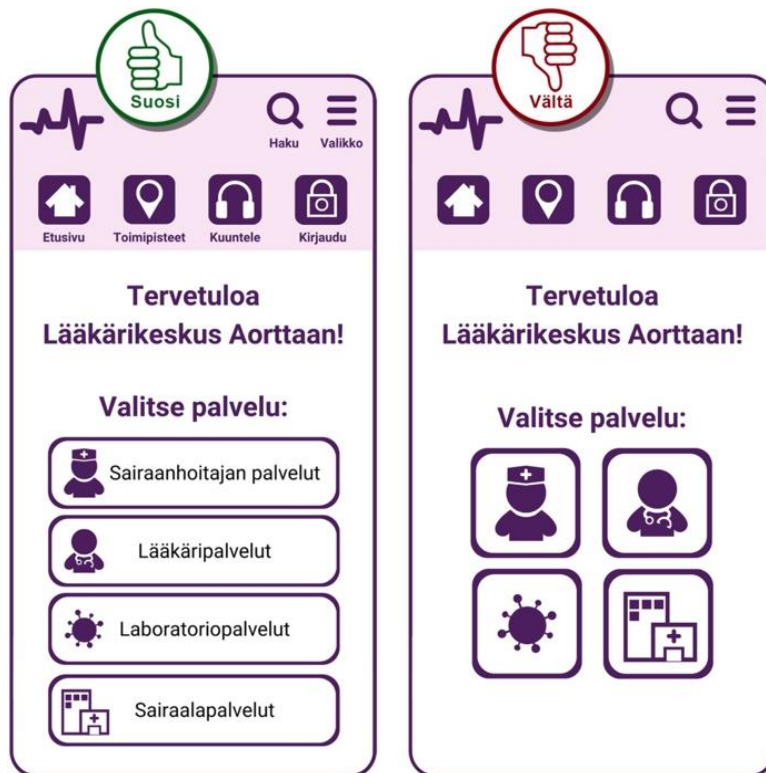 Suosi
Haku Valikko
Etusivu Toimipisteet Kuuntele Kirjaudu
Tervetuloa
Lääkärikeskus Aorttaan!
Valitse palvelu:
Sairaanhoitajan palvelut
Lääkäripalvelut
Laboratoriopalvelut
Sairaalapalvelut
Vältä
Tervetuloa
Lääkärikeskus Aorttaan!
Valitse palvelu: